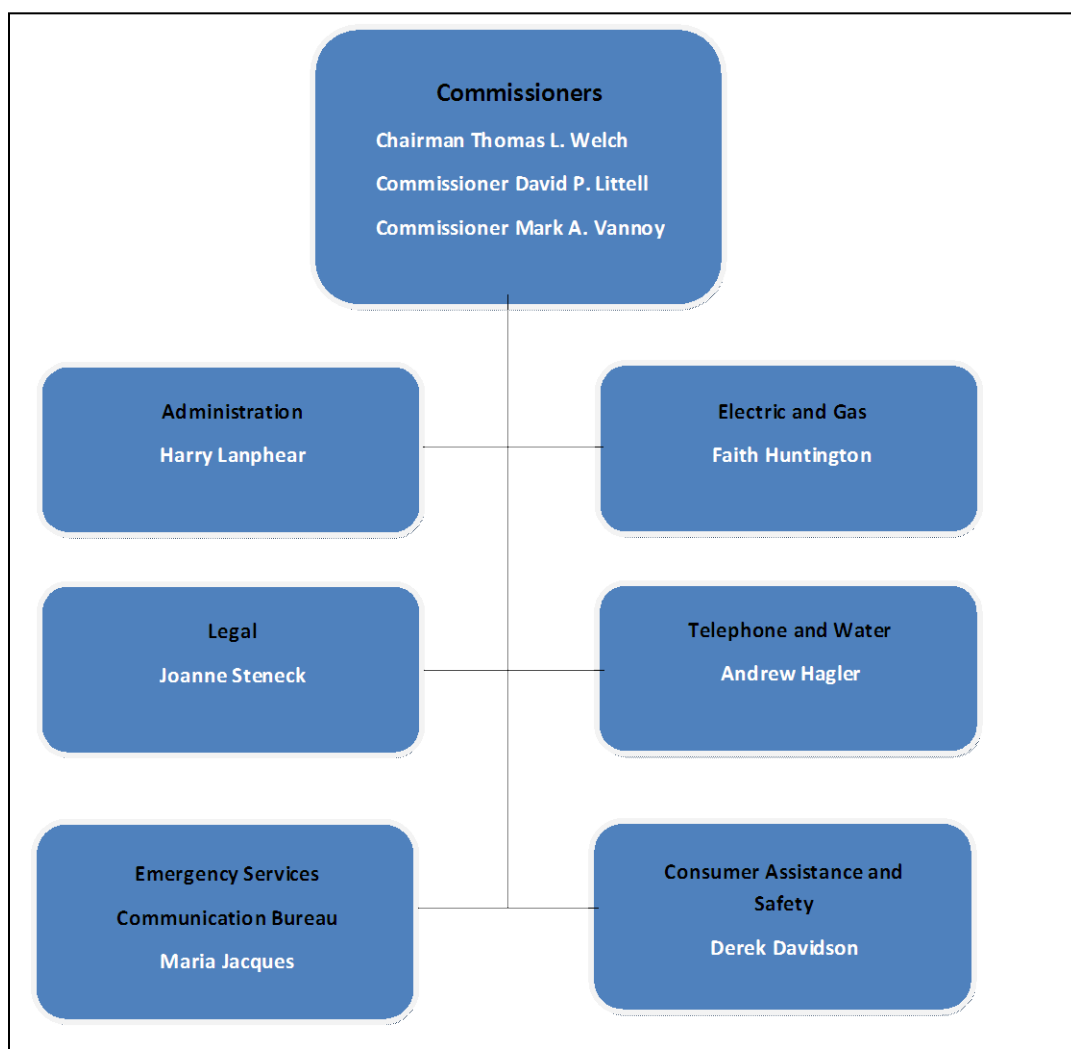 Commissioners
Chairman Thomas L. Welch
Commissioner David P. Littell
Commissioner Mark A. Vannoy
Administration
Harry Lanphear
Electric and Gas
Faith Huntington
Legal
Joanne Steneck
Telephone and Water
Andrew Hagler
Emergency Services
Communication Bureau
Maria Jacques
Consumer Assistance and
Safety
Derek Davidson